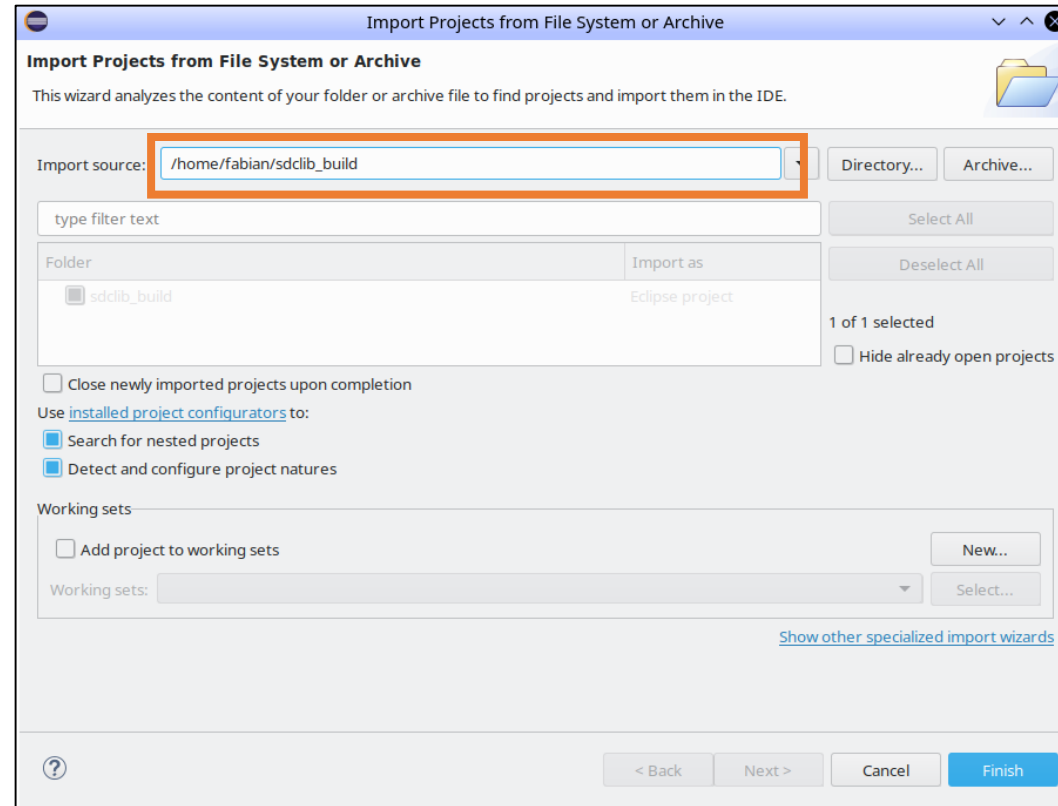 Import Projects from File System or Archive
Import Projects from File System or Archive
This wizard analyzes the content of your folder or archive file to find projects and import them in the IDE.
Import source: /home/fabian/sdclib_build Directory... Archive...
type filter text Select All
Folder Import as Deselect All
sdclib_build Eclipse project
1 of 1 selected
Hide already open projects
Close newly imported projects upon completion
Use installed project configurators to:
Search for nested projects
Detect and configure project natures
Working sets
Add project to working sets New...
Working sets: Select...
Show other specialized import wizards
? < Back Next > Cancel Finish